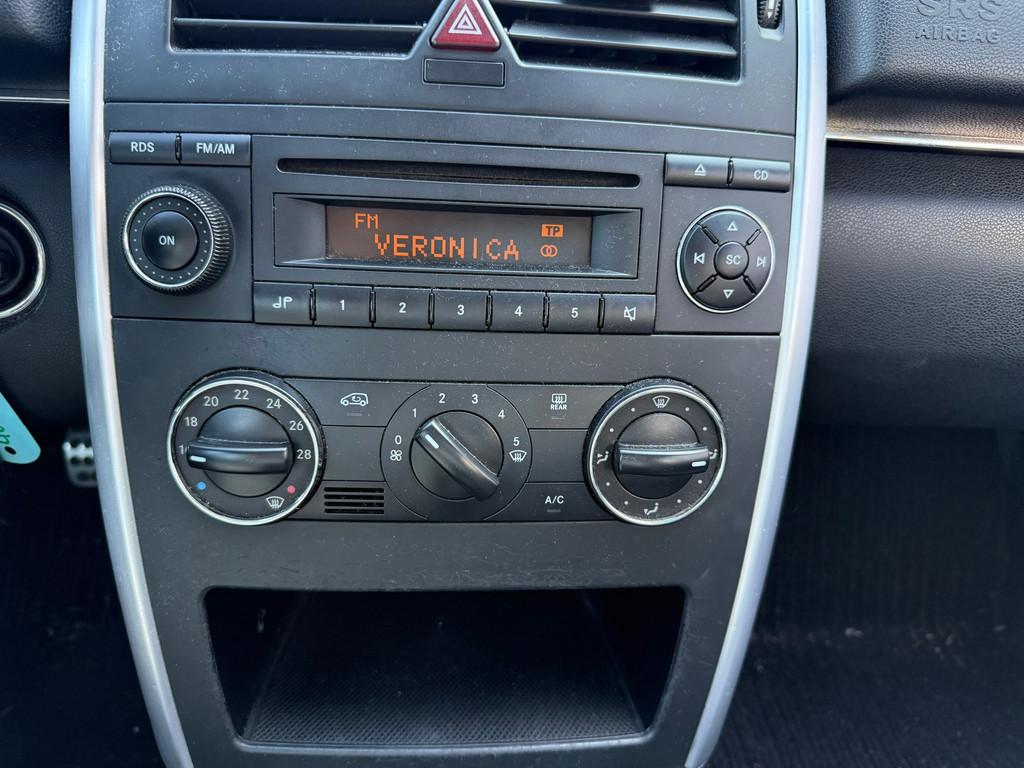 SRS
AIRBAG
RDS
FM/AM
CD
FM
TP
VERONICA
ON
SC
1 2 3 4 5
20 22 24
18 26
28
2 3
1 4
0 5
REAR
A/C